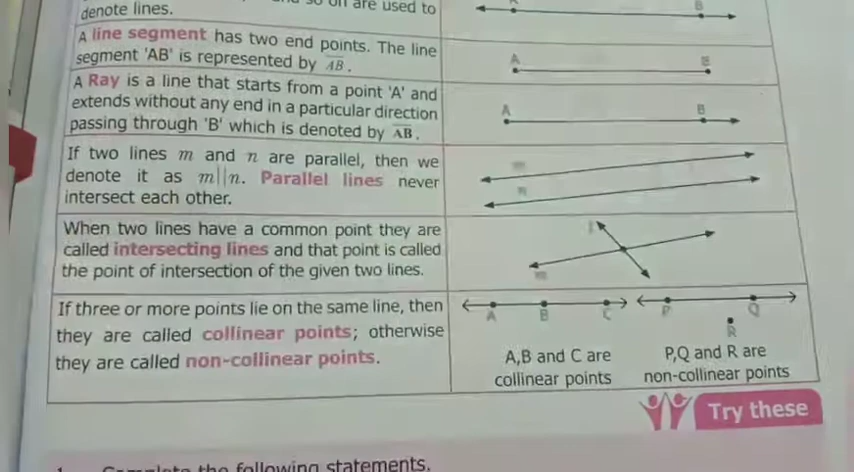 so on are used to
denote lines.
B
A line segment has two end points. The line
segment 'AB' is represented by AB.
A B
A Ray is a line that starts from a point 'A' and
extends without any end in a particular direction
passing through 'B' which is denoted by AB.
A B
If two lines m and n are parallel, then we
denote it as m||n. Parallel lines never
intersect each other.
m
n
When two lines have a common point they are
called intersecting lines and that point is called
the point of intersection of the given two lines.
l
m
If three or more points lie on the same line, then
they are called collinear points; otherwise
they are called non-collinear points.
A B C P Q
R
A,B and C are
collinear points
P,Q and R are
non-collinear points
Try these
1. Complete the following statements.